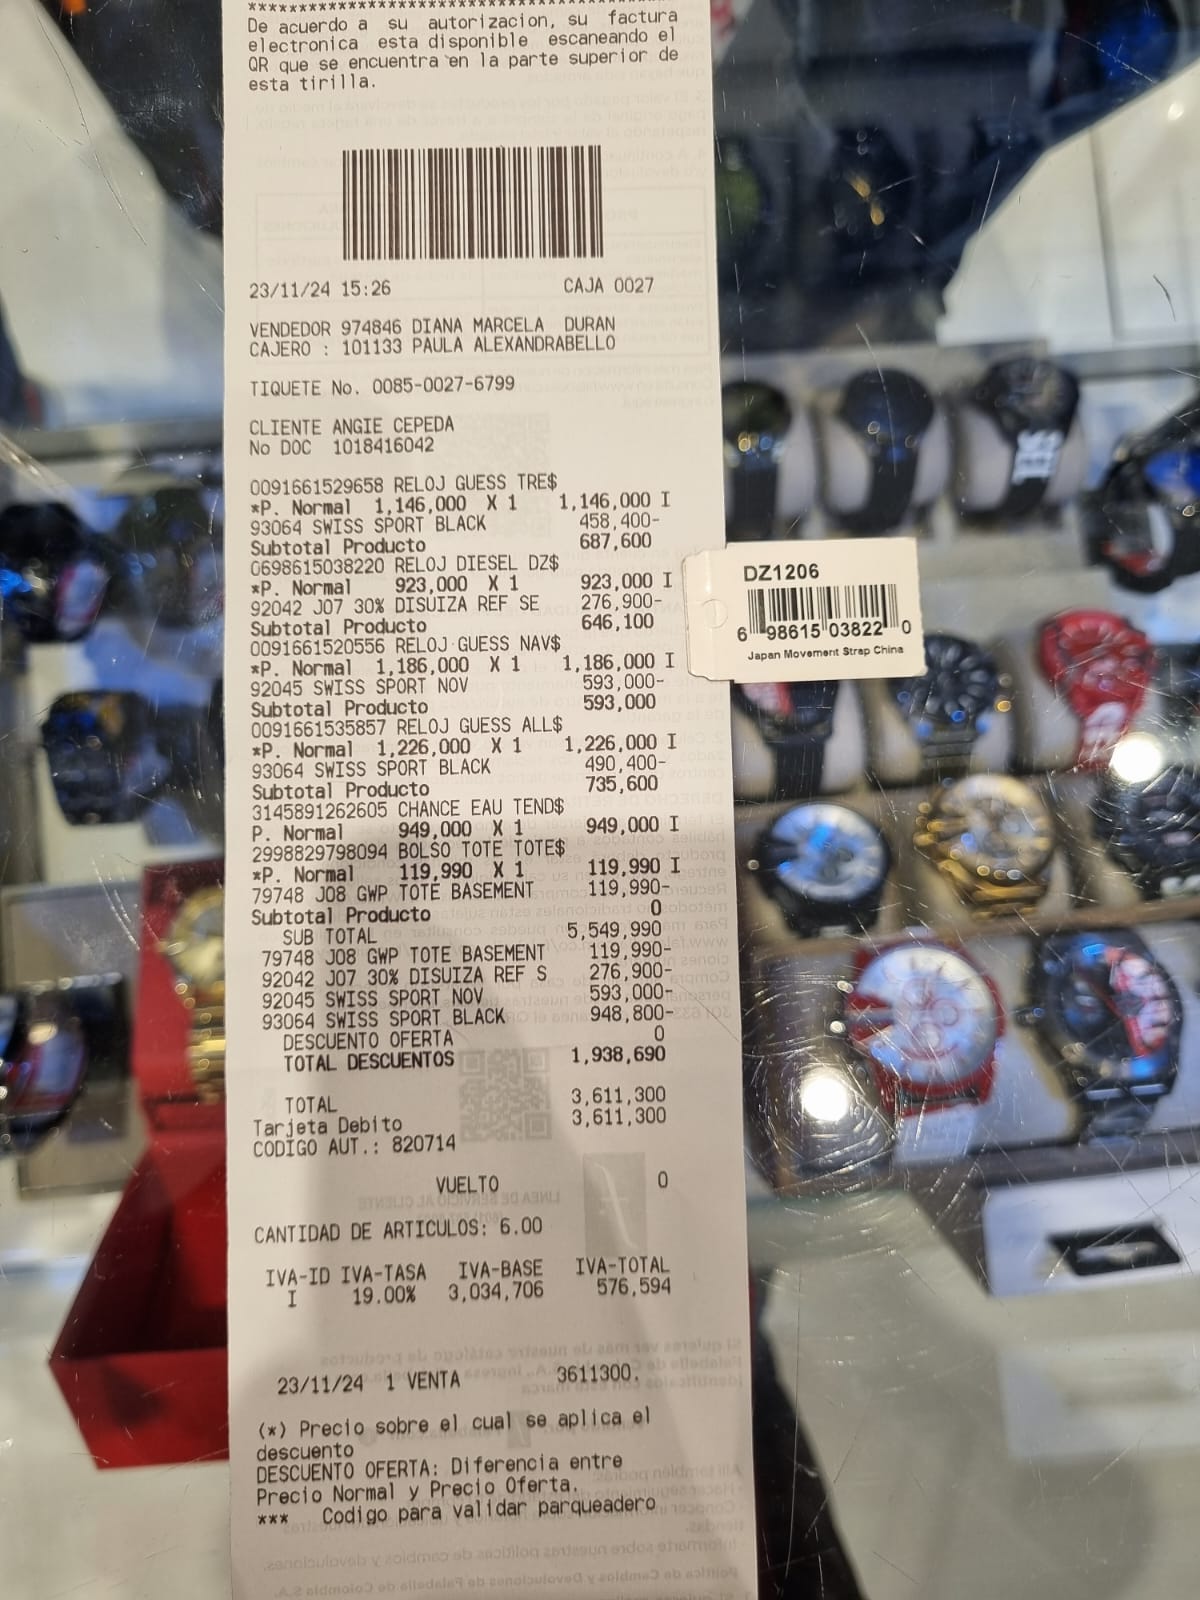 ****************************************
De acuerdo a su autorizacion, su factura
electronica esta disponible escaneando el
QR que se encuentra en la parte superior de
esta tirilla.
23/11/24 15:26 CAJA 0027
VENDEDOR 974846 DIANA MARCELA DURAN
CAJERO : 101133 PAULA ALEXANDRABELLO
TIQUETE No. 0085-0027-6799
CLIENTE ANGIE CEPEDA
No DOC 1018416042
0091661529658 RELOJ GUESS TRE$
*P. Normal 1,146,000 X 1 1,146,000 I
93064 SWISS SPORT BLACK 458,400-
Subtotal Producto 687,600
0698615038220 RELOJ DIESEL DZ$
*P. Normal 923,000 X 1 923,000 I
92042 J07 30% DISUIZA REF SE 276,900-
Subtotal Producto 646,100
0091661520556 RELOJ GUESS NAV$
*P. Normal 1,186,000 X 1 1,186,000 I
92045 SWISS SPORT NOV 593,000-
Subtotal Producto 593,000
0091661535857 RELOJ GUESS ALL$
*P. Normal 1,226,000 X 1 1,226,000 I
93064 SWISS SPORT BLACK 490,400-
Subtotal Producto 735,600
3145891262605 CHANCE EAU TEND$
P. Normal 949,000 X 1 949,000 I
2998829798094 BOLSO TOTE TOTE$
*P. Normal 119,990 X 1 119,990 I
79748 J08 GWP TOTE BASEMENT 119,990-
Subtotal Producto 0
SUB TOTAL 5,549,990
79748 J08 GWP TOTE BASEMENT 119,990-
92042 J07 30% DISUIZA REF S 276,900-
92045 SWISS SPORT NOV 593,000-
93064 SWISS SPORT BLACK 948,800-
DESCUENTO OFERTA 0
TOTAL DESCUENTOS 1,938,690
TOTAL 3,611,300
Tarjeta Debito 3,611,300
CODIGO AUT.: 820714
VUELTO 0
CANTIDAD DE ARTICULOS: 6.00
IVA-ID IVA-TASA IVA-BASE IVA-TOTAL
I 19.00% 3,034,706 576,594
23/11/24 1 VENTA 3611300.
(*) Precio sobre el cual se aplica el
descuento
DESCUENTO OFERTA: Diferencia entre
Precio Normal y Precio Oferta.
*** Codigo para validar parqueadero
DZ1206
6 98615 03822 0
Japan Movement Strap China